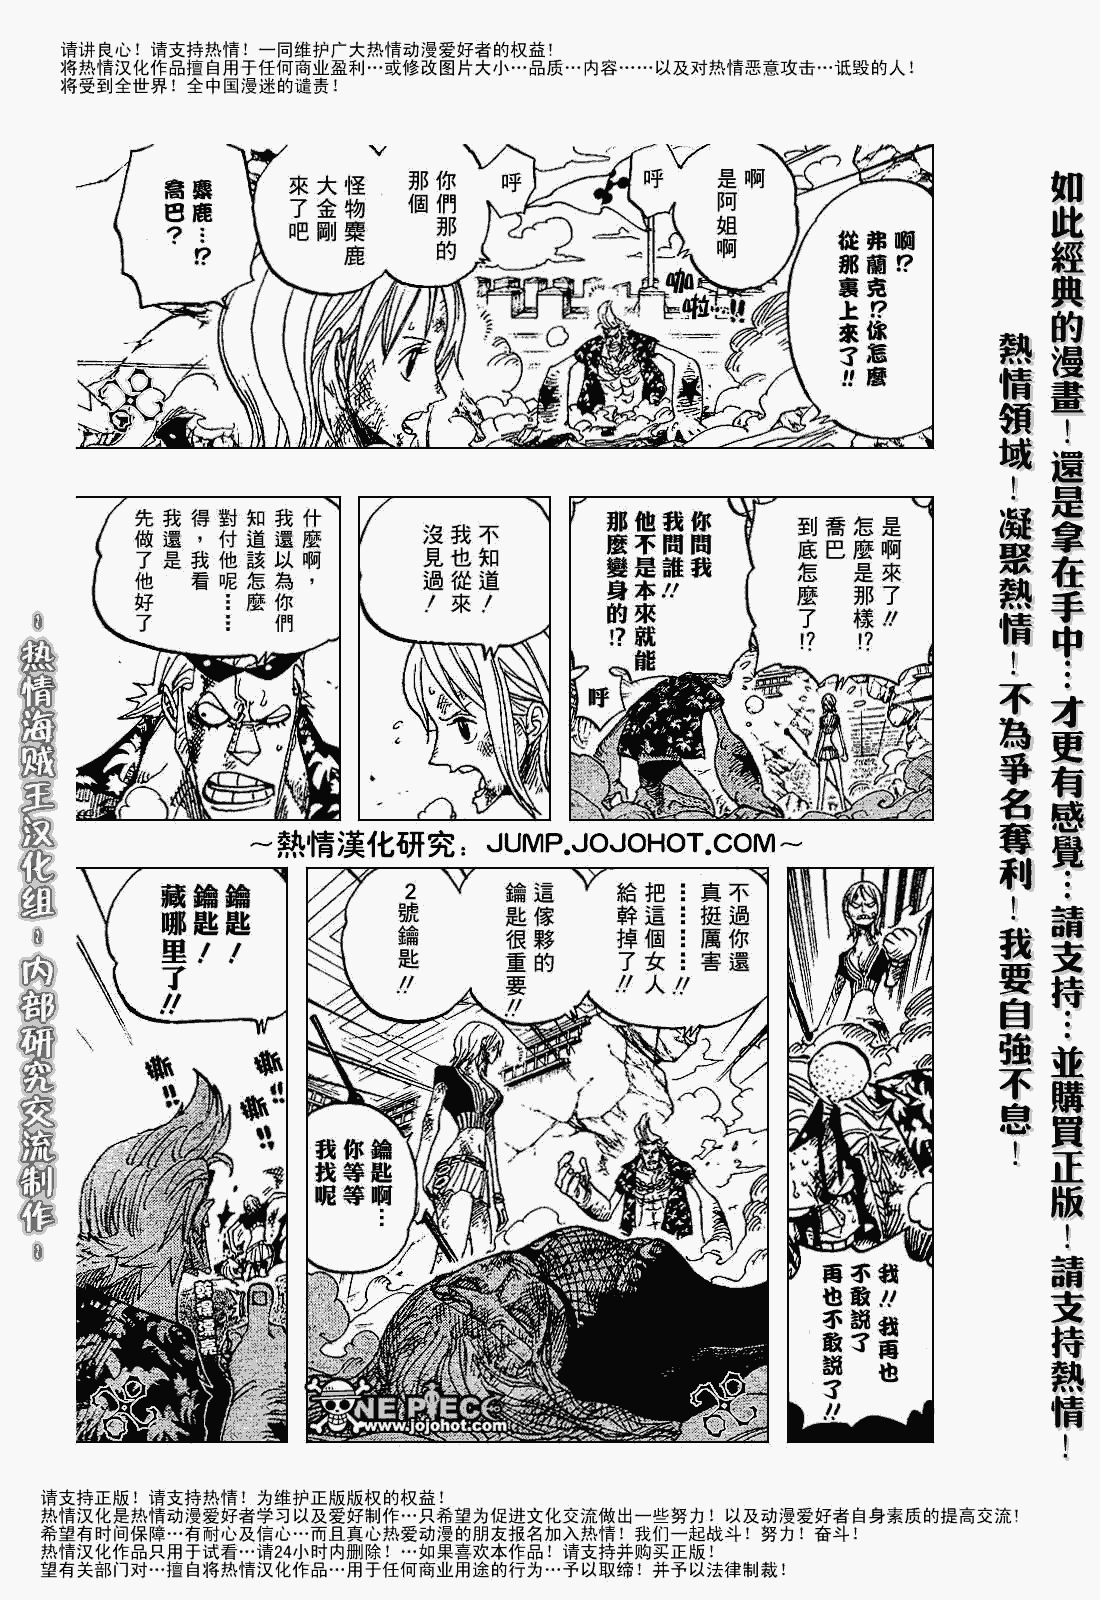 请讲良心！请支持热情！一同维护广大热情动漫爱好者的权益！
将热情汉化作品擅自用于任何商业盈利…或修改图片大小…品质…内容……以及对热情恶意攻击…诋毁的人！
将受到全世界！全中国漫迷的谴责！
如此經典的漫畫！還是拿在手中…才更有感覺…請支持…並購買正版！請支持熱情！
熱情領域！凝聚熱情！不為爭名奪利！我要自強不息！
啊!?
弗蘭克!?你怎麼
從那裏上來了!!
啊
是阿姐啊
咖
啦…!!
呼
呼
你們那的
那個
怪物麋鹿
大金剛
來了吧
麋鹿…!?
喬巴?
是啊來了!!
怎麼是那樣!?
喬巴
到底怎麼了!?
你問我
我問誰!!
他不是本來就能
那麼變身的!?
呼
不知道！
我也從來
沒見過！
什麼啊，
我還以為你們
知道該怎麼
對付他呢……
得，我看
我還是
先做了他好了
～熱情漢化研究：JUMP.JOJOHOT.COM～
我!!我再也
不敢說了
再也不敢說了!!
不過你還
真挺厲害
………!!
把這個女人
給幹掉了!!
這傢夥的
鑰匙很重要!!
2號鑰匙!!
鑰匙啊…
你等等
我找呢
鑰匙！
鑰匙！
藏哪里了!!
撕!!
撕!!
撕!!
幹得漂亮
ONE PIECE
www.jojohot.com
～热情海贼王汉化组～内部研究交流制作～
请支持正版！请支持热情！为维护正版版权的权益！
热情汉化是热情动漫爱好者学习以及爱好制作…只希望为促进文化交流做出一些努力！以及动漫爱好者自身素质的提高交流！
希望有时间保障…有耐心及信心…而且真心热爱动漫的朋友报名加入热情！我们一起战斗！努力！奋斗！
热情汉化作品只用于试看…请24小时内删除！…如果喜欢本作品！请支持并购买正版！
望有关部门对…擅自将热情汉化作品…用于任何商业用途的行为…予以取缔！并予以法律制裁！